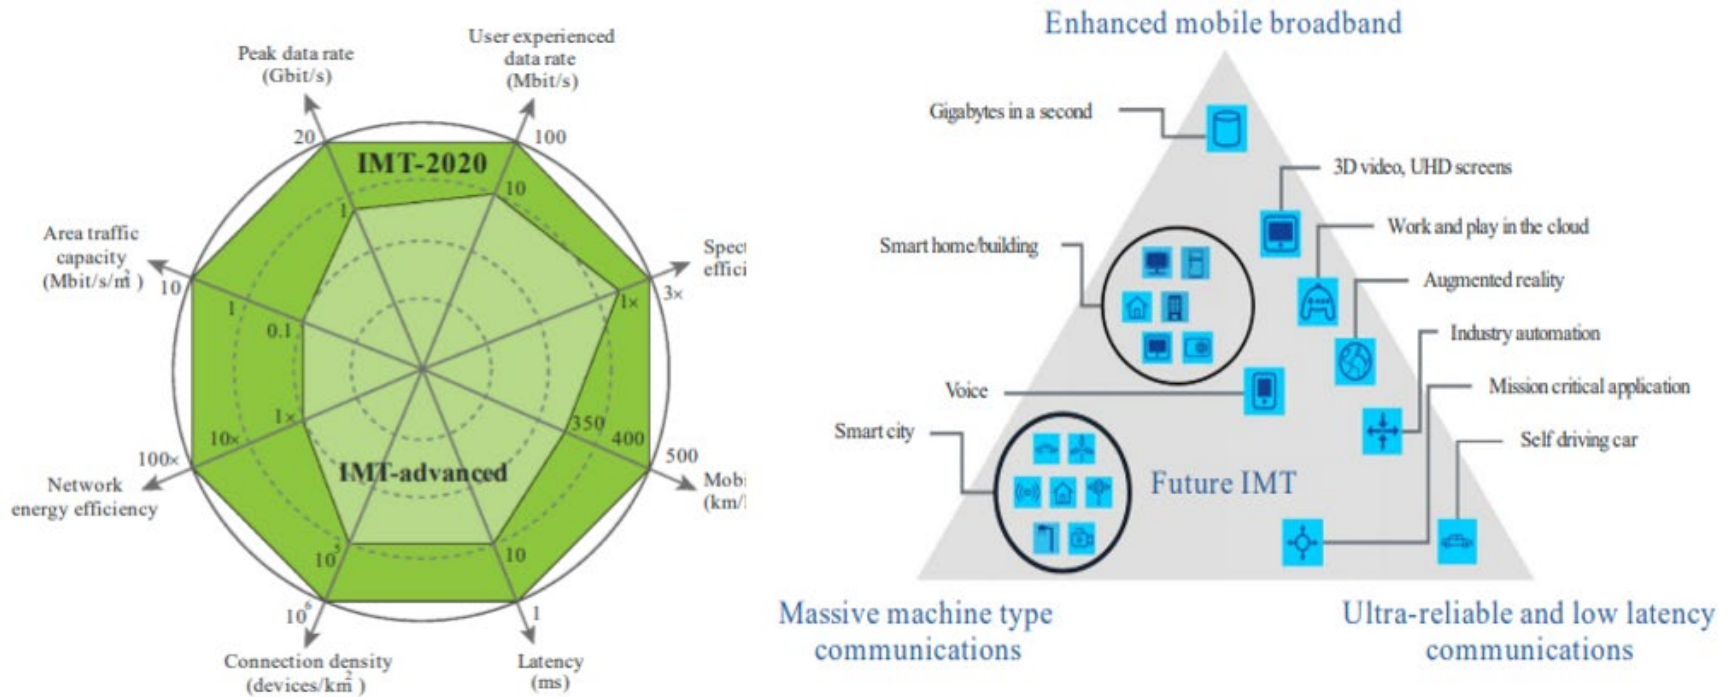 Peak data rate
(Gbit/s)
User experienced
data rate
(Mbit/s)
20
100
IMT-2020
1
10
Area traffic
capacity
(Mbit/s/m²)
10
1
0.1
Spect
effici
1×
3×
1×
10×
100×
350
400
500
IMT-advanced
Network
energy efficiency
Mobi
(km/
10⁵
10
10⁶
1
Connection density
(devices/km²)
Latency
(ms)
Enhanced mobile broadband
Gigabytes in a second
3D video, UHD screens
Work and play in the cloud
Smart home/building
Augmented reality
Industry automation
Voice
Mission critical application
Smart city
Self driving car
Future IMT
Massive machine type
communications
Ultra-reliable and low latency
communications